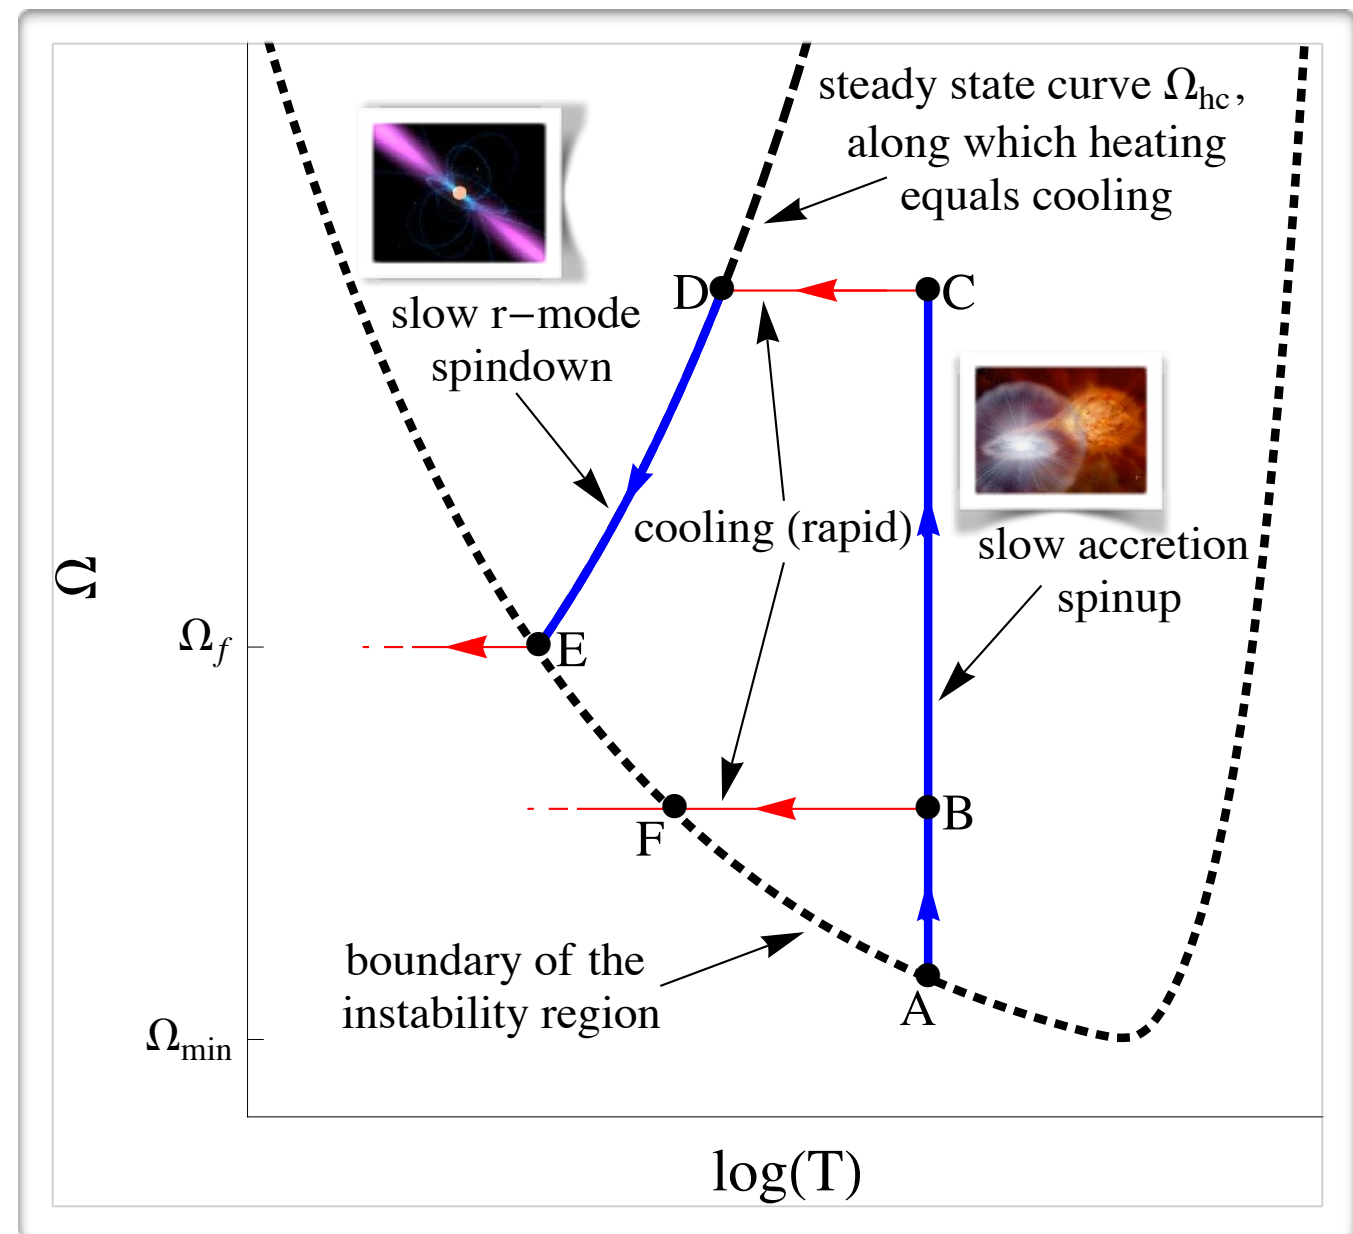 steady state curve Ωhc,
along which heating
equals cooling
D
C
slow r−mode
spindown
cooling (rapid)
slow accretion
spinup
Ω
Ωf
E
B
F
boundary of the
instability region
A
Ωmin
log(T)